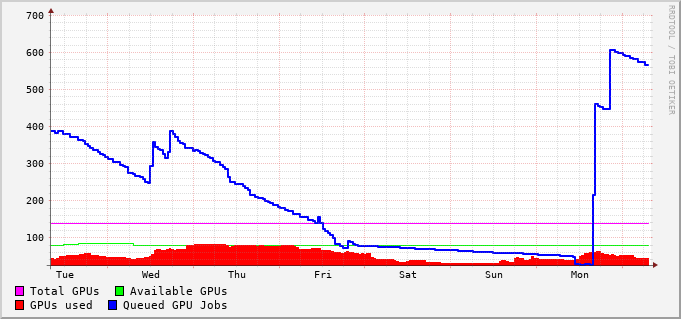 700
600
500
400
300
200
100
Tue Wed Thu Fri Sat Sun Mon
Total GPUs Available GPUs
GPUs used Queued GPU Jobs
RRDTOOL / TOBI OETIKER